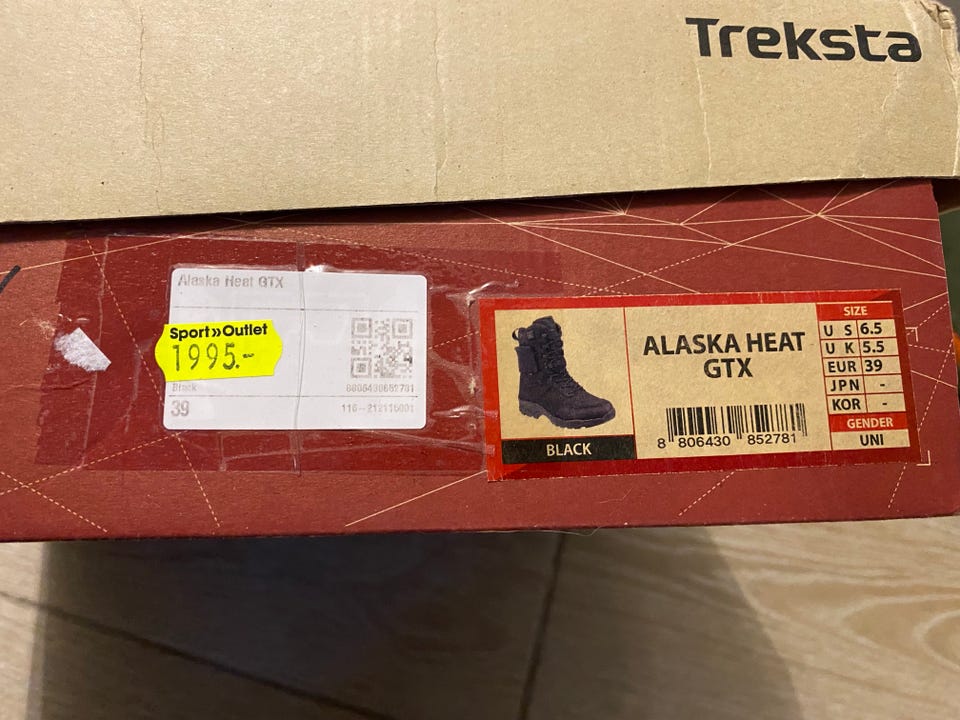 Treksta
Alaska Heat GTX
Sport»Outlet
1995.-
Black
39
8806430852781
116-212115001
ALASKA HEAT
GTX
BLACK
8 806430 852781
SIZE
U S 6.5
U K 5.5
EUR 39
JPN -
KOR -
GENDER
UNI